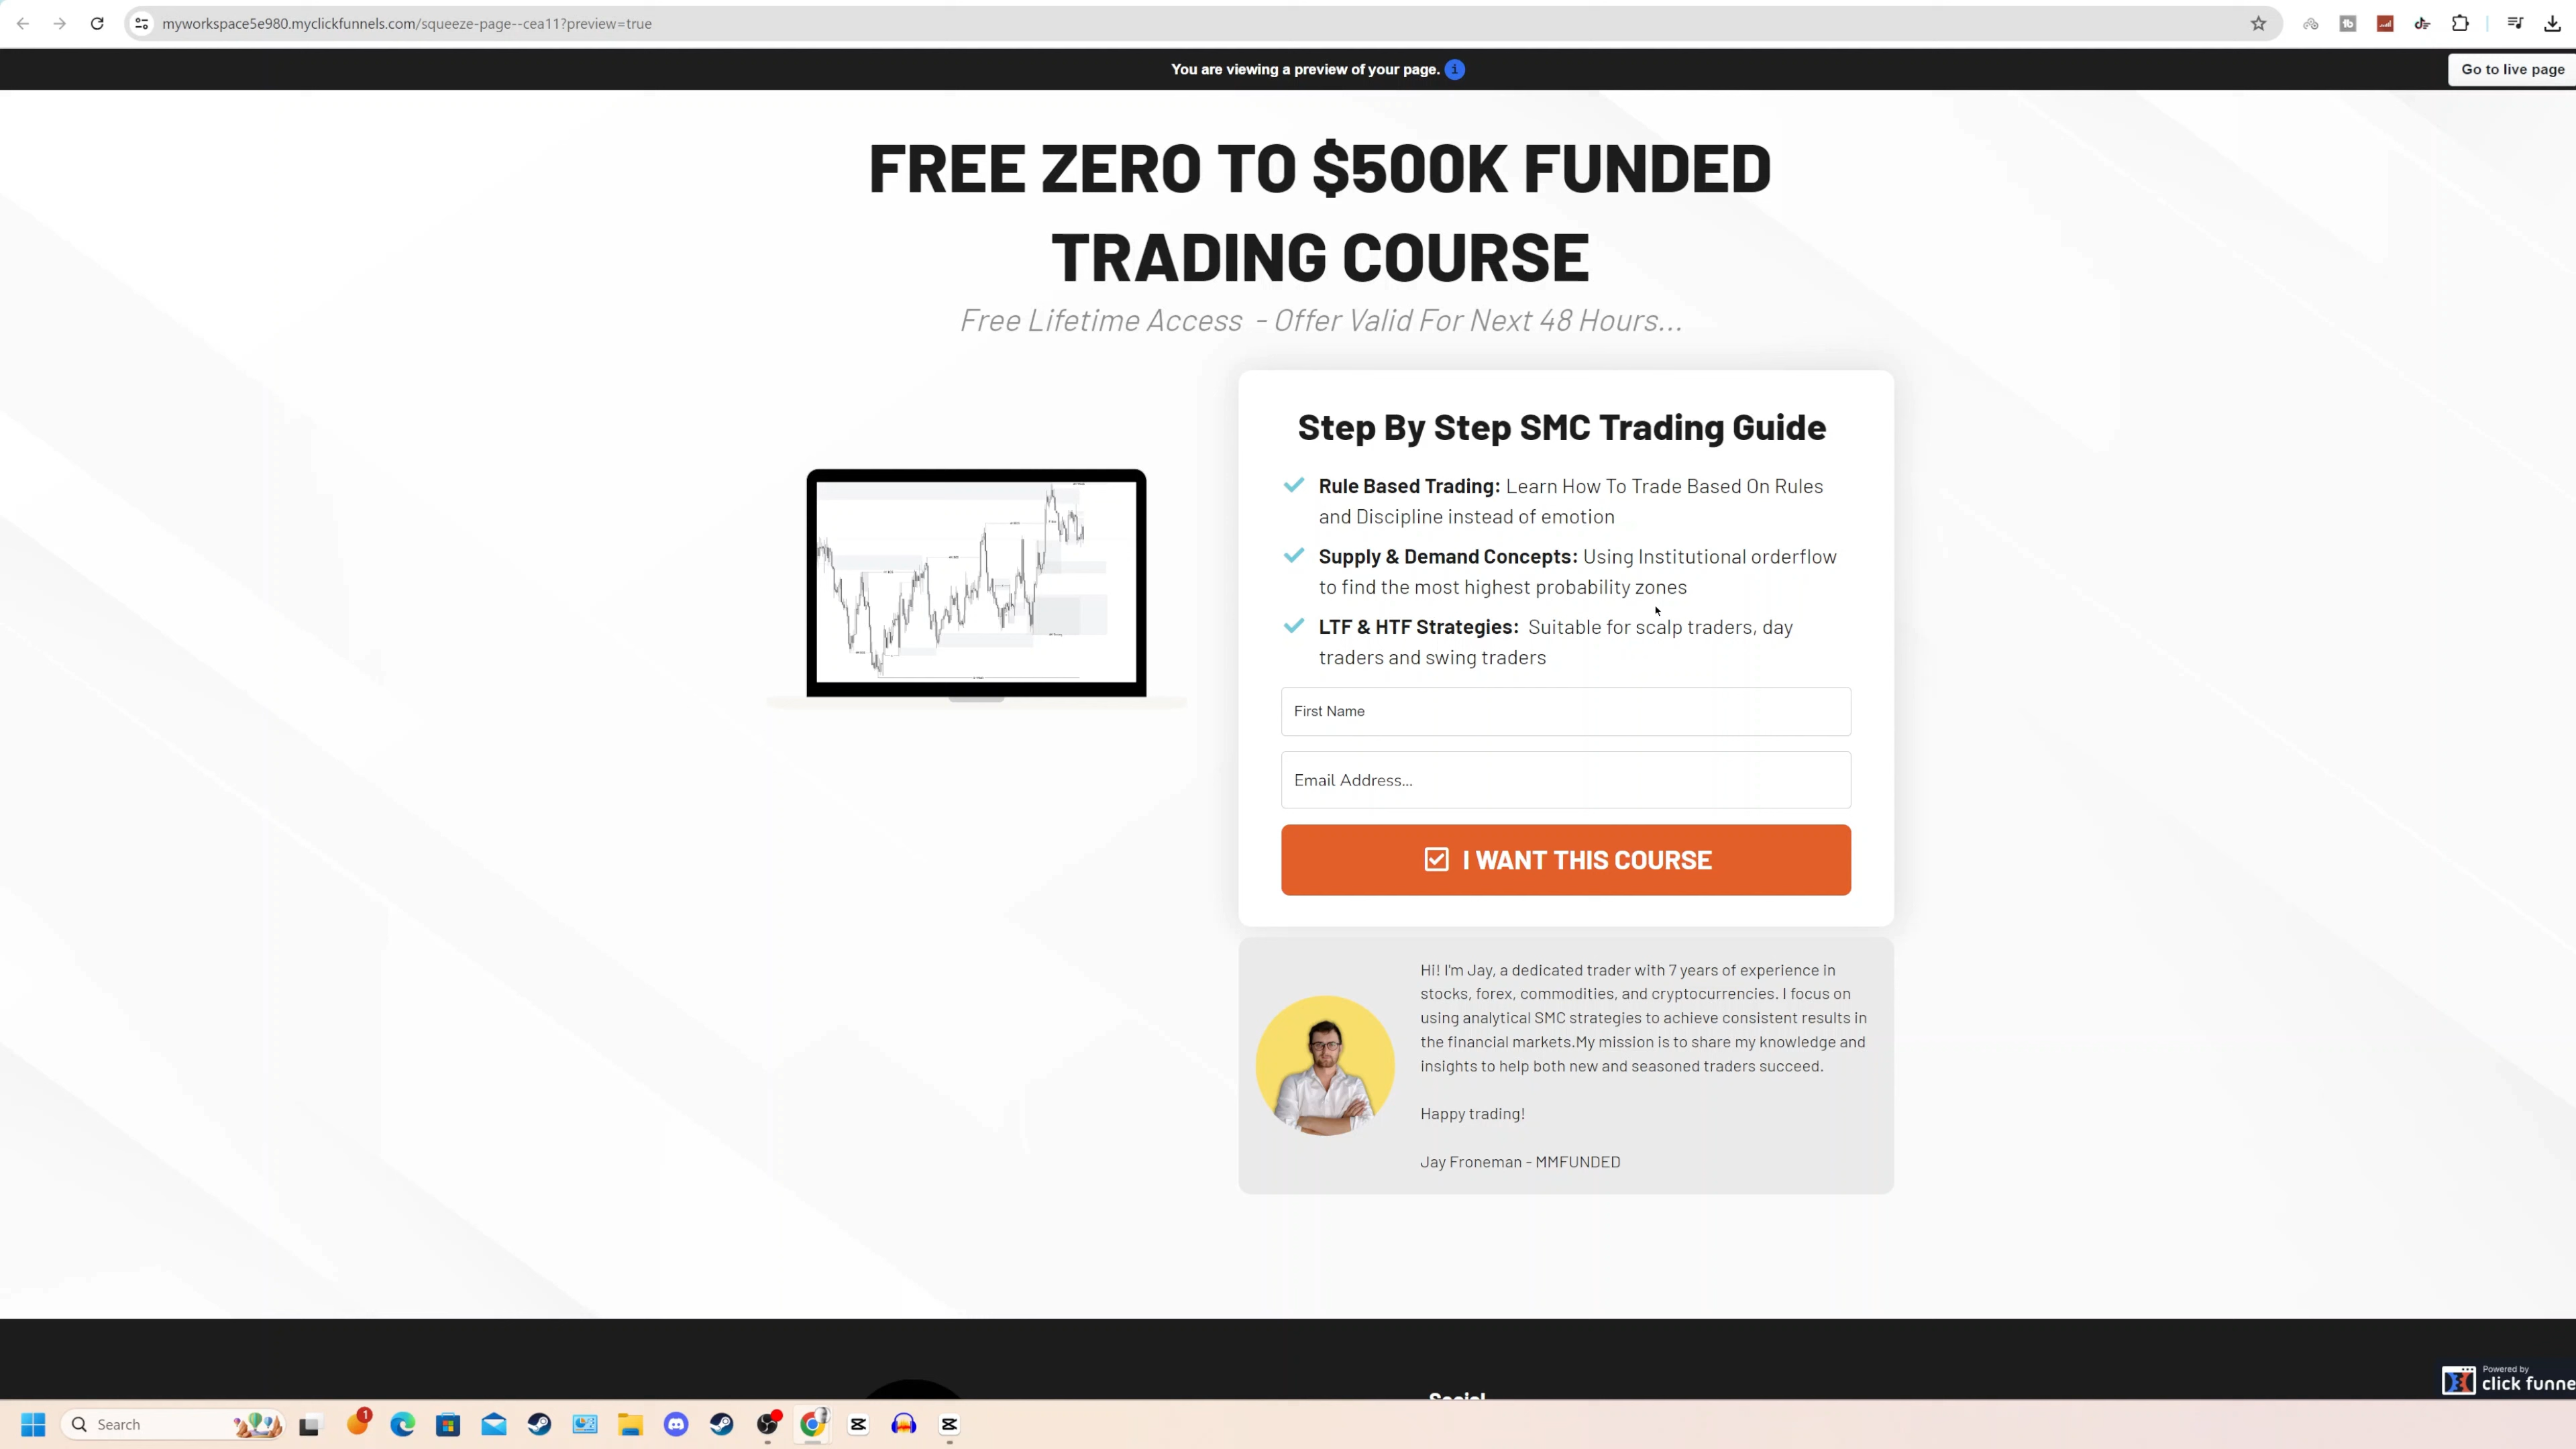 myworkspace5e980.myclickfunnels.com/squeeze-page--cea11?preview=true
You are viewing a preview of your page.
Go to live page
FREE ZERO TO $500K FUNDED
TRADING COURSE
Free Lifetime Access - Offer Valid For Next 48 Hours...
Step By Step SMC Trading Guide
Rule Based Trading: Learn How To Trade Based On Rules
and Discipline instead of emotion
Supply & Demand Concepts: Using Institutional orderflow
to find the most highest probability zones
LTF & HTF Strategies: Suitable for scalp traders, day
traders and swing traders
First Name
Email Address...
I WANT THIS COURSE
Hi! I'm Jay, a dedicated trader with 7 years of experience in
stocks, forex, commodities, and cryptocurrencies. I focus on
using analytical SMC strategies to achieve consistent results in
the financial markets.My mission is to share my knowledge and
insights to help both new and seasoned traders succeed.
Happy trading!
Jay Froneman - MMFUNDED
Social
Powered by
click funne
Search
1